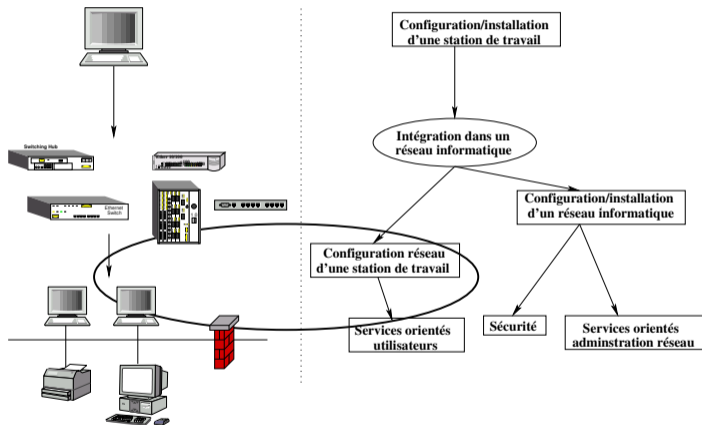 Configuration/installation
d'une station de travail
Switching Hub
Intégration dans un
réseau informatique
Ethernet
Switch
Configuration/installation
d'un réseau informatique
Configuration réseau
d'une station de travail
Services orientés
utilisateurs
Sécurité
Services orientés
adminstration réseau